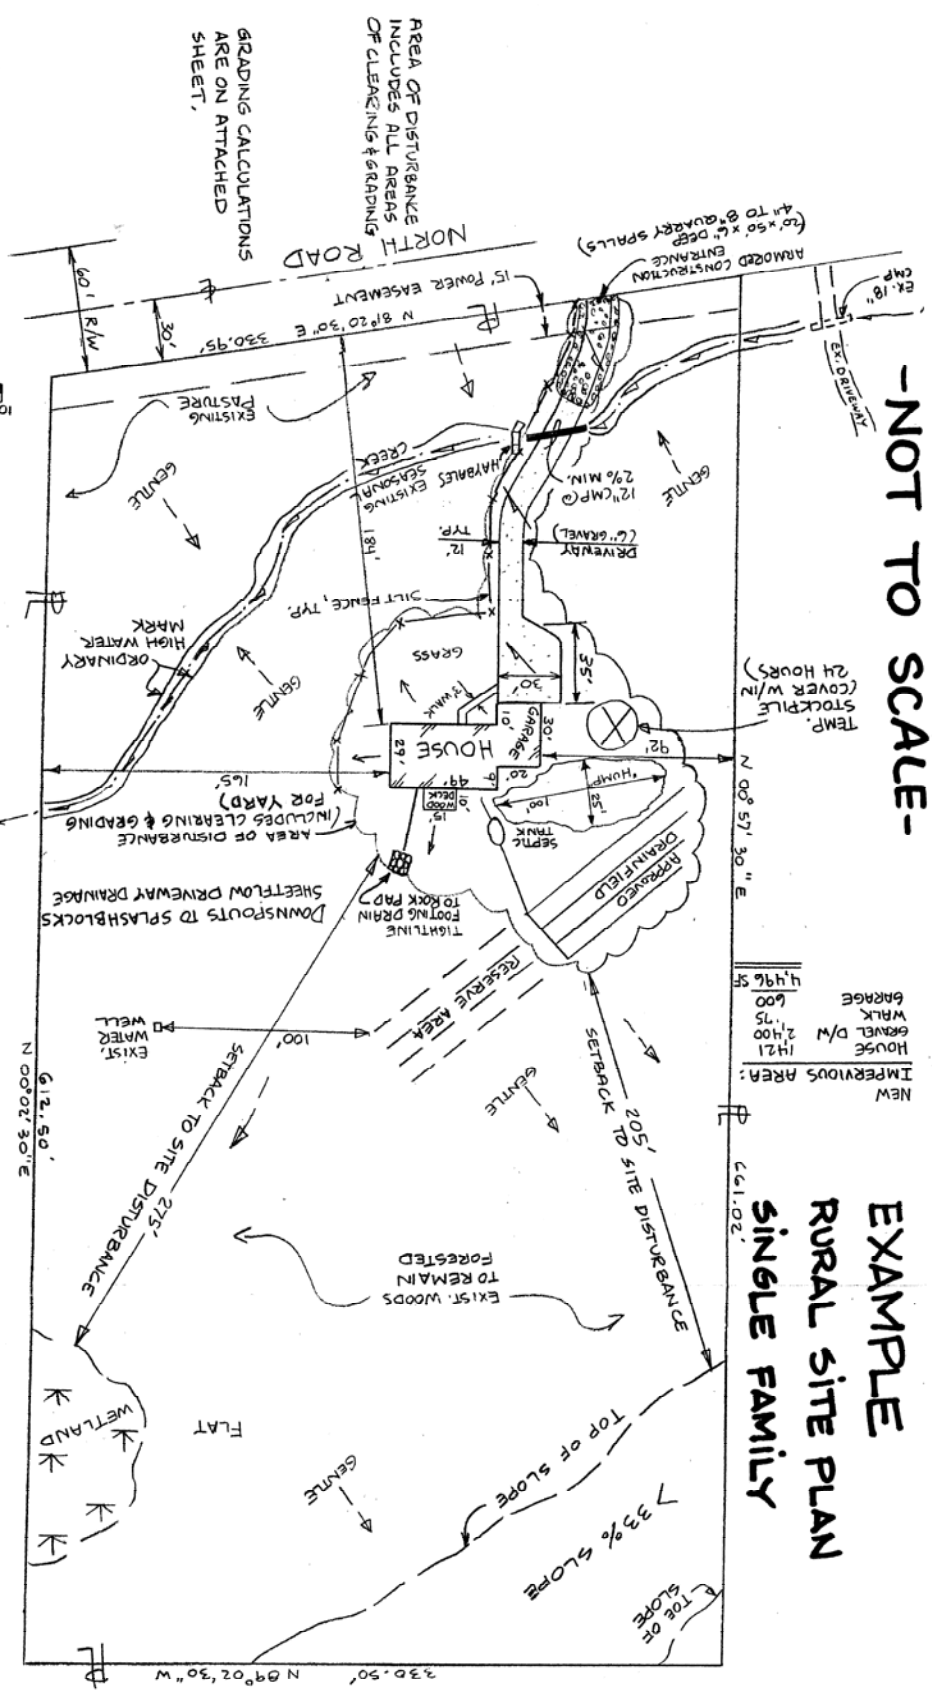 EXAMPLE
RURAL SITE PLAN
SINGLE FAMILY
-NOT TO SCALE-
AREA OF DISTURBANCE
INCLUDES ALL AREAS
OF CLEARING & GRADING
GRADING CALCULATIONS
ARE ON ATTACHED
SHEET.
NEW
IMPERVIOUS AREA:
HOUSE 1421
GRAVEL D/W 2,400
WALK 75
GARAGE 600
4,496 SF
330.50' N 89°02'30"W
TOE OF
SLOPE
> 33% SLOPE
TOP OF SLOPE
GENTLE
FLAT
WETLAND
EXIST. WOODS
TO REMAIN
FORESTED
SETBACK TO SITE DISTURBANCE
205'
SETBACK TO SITE DISTURBANCE
275'
661.02'
N 00°57'30"E
612.50'
N 00°02'30"E
GENTLE
EXIST.
WATER
WELL
100'
RESERVE AREA
APPROVED
DRAINFIELD
TIGHTLINE
FOOTING DRAIN
TO ROCK PAD
DOWNSPOUTS TO SPLASHBLOCKS
SHEETFLOW DRIVEWAY DRAINAGE
AREA OF DISTURBANCE
(INCLUDES CLEARING & GRADING
FOR YARD)
SEPTIC
TANK
"HUMP"
100'
25'
WOOD
DECK
10'
15'
165'
HOUSE
49'
29'
9'
20'
GARAGE
30'
10'
92'
TEMP.
STOCKPILE
(COVER W/IN
24 HOURS)
3' WALK
30'
35'
GRASS
GENTLE
ORDINARY
HIGH WATER
MARK
SILT FENCE, TYP.
184'
DRIVEWAY
(6" GRAVEL)
12'
TYP.
12" CMP @
2% MIN.
HAYBALES
EXISTING
SEASONAL
CREEK
GENTLE
GENTLE
EXISTING
PASTURE
EX. DRIVEWAY
EX. 18"
CMP
N 81°20'30"E 330.95'
15' POWER EASEMENT
ARMORED CONSTRUCTION
ENTRANCE
(20' x 50' x 6" DEEP
4" TO 8" QUARRY SPALLS)
NORTH ROAD
30'
60' R/W